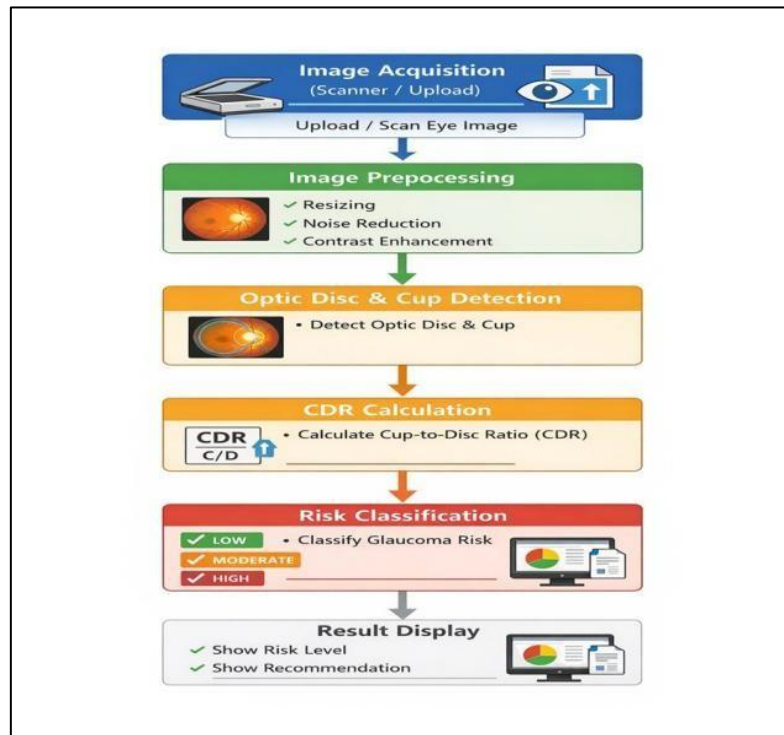 Image Acquisition
(Scanner / Upload)
Upload / Scan Eye Image
Image Prepocessing
✓ Resizing
✓ Noise Reduction
✓ Contrast Enhancement
Optic Disc & Cup Detection
• Detect Optic Disc & Cup
CDR Calculation
CDR
C/D
• Calculate Cup-to-Disc Ratio (CDR)
Risk Classification
✓ LOW
• Classify Glaucoma Risk
✓ MODERATE
✓ HIGH
Result Display
✓ Show Risk Level
✓ Show Recommendation